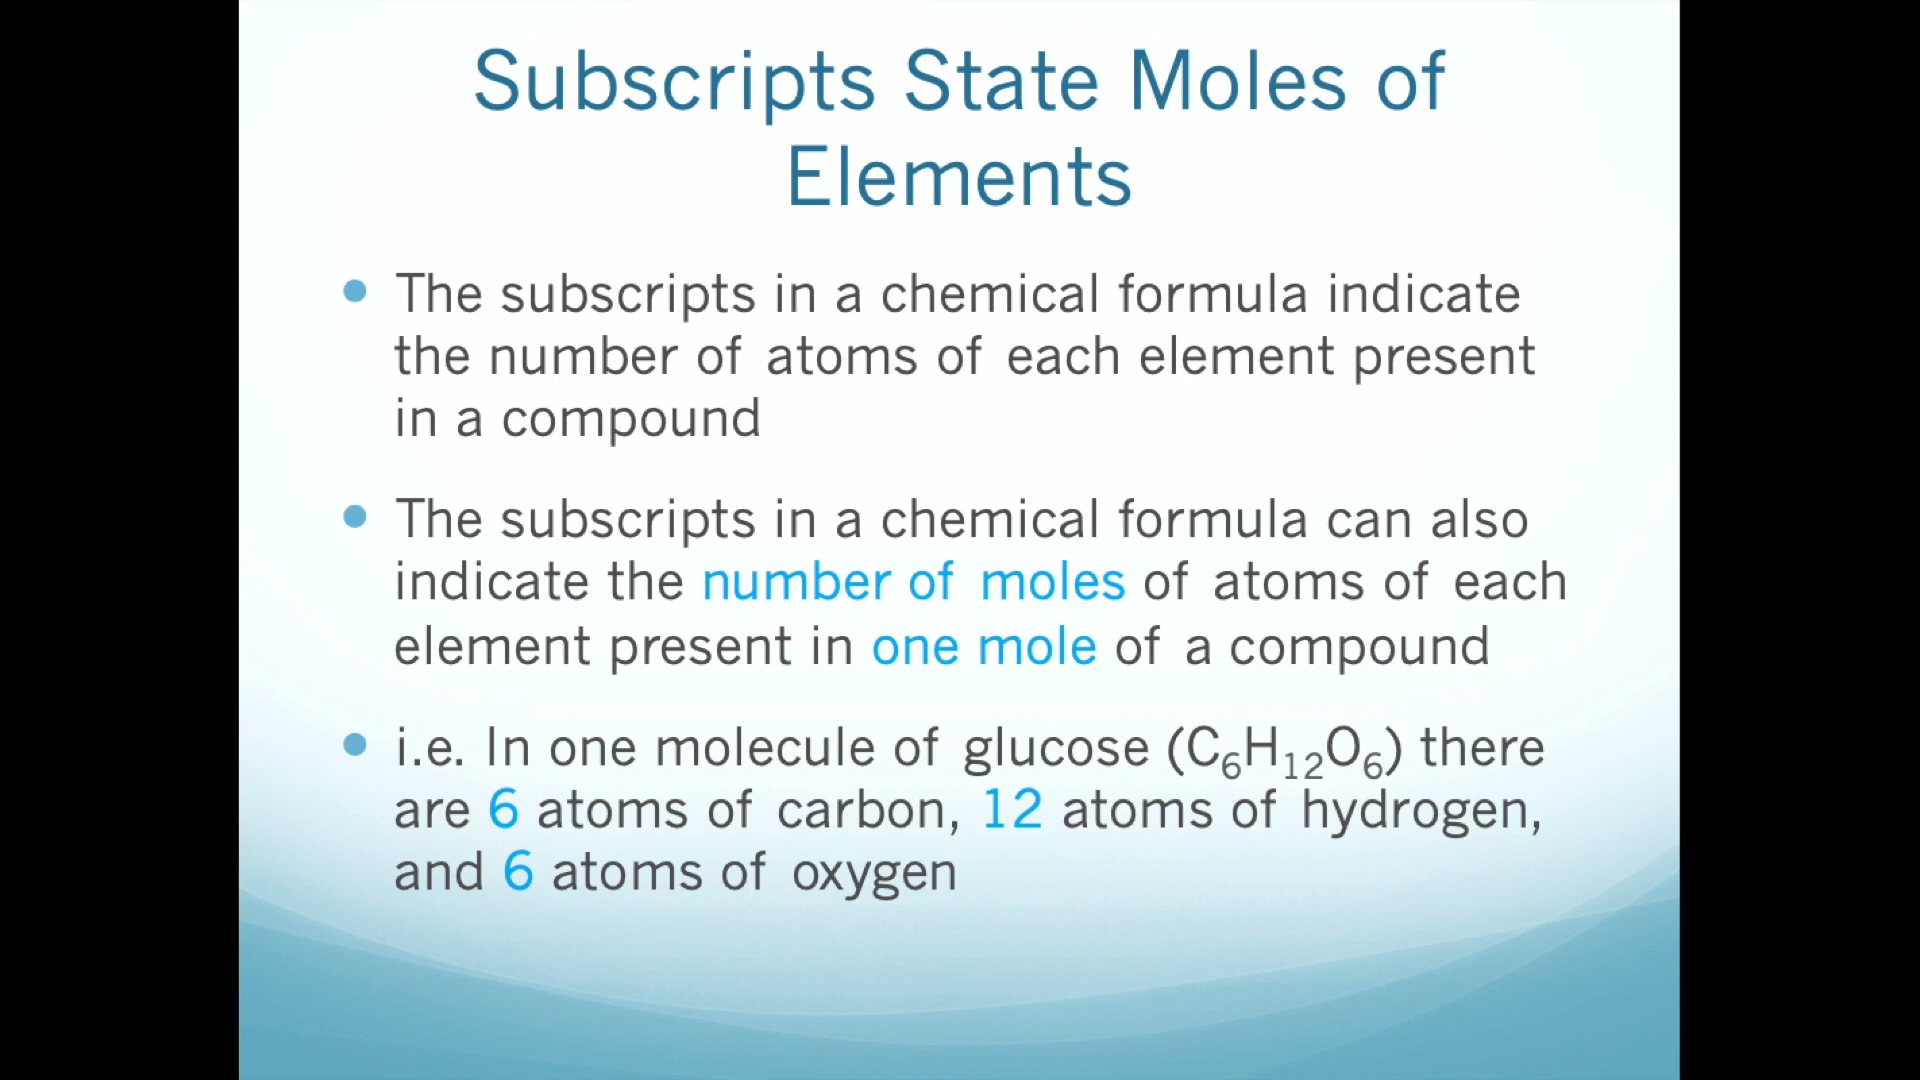 Subscripts State Moles of
Elements
• The subscripts in a chemical formula indicate
the number of atoms of each element present
in a compound
• The subscripts in a chemical formula can also
indicate the number of moles of atoms of each
element present in one mole of a compound
• i.e. In one molecule of glucose (C₆H₁₂O₆) there
are 6 atoms of carbon, 12 atoms of hydrogen,
and 6 atoms of oxygen